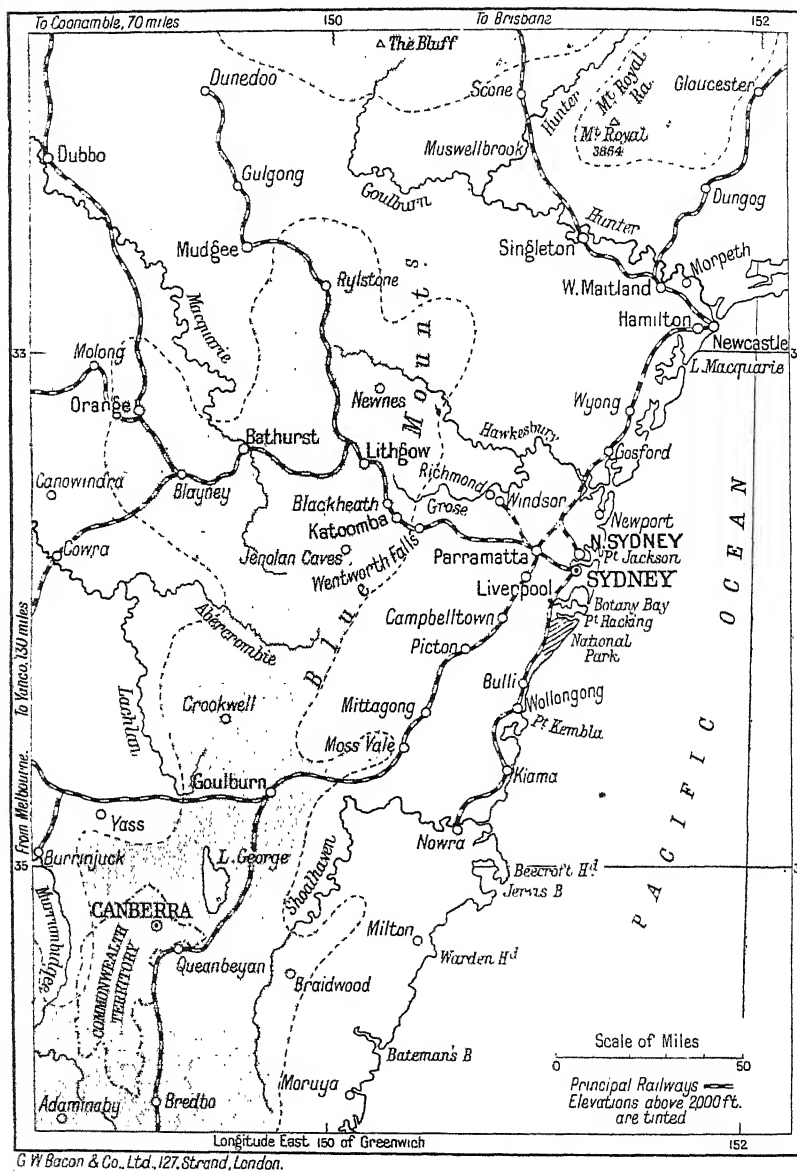 To Coonamble, 70 miles
150
To Brisbane
152
The Bluff
Dunedoo
Scone
Hunter
Mt. Royal Ra.
Gloucester
Mt. Royal
3854
Muswellbrook
Dubbo
Gulgong
Goulburn
Dungog
Hunter
Singleton
Mudgee
Morpeth
Rylstone
W. Maitland
Macquarie
Hamilton
Newcastle
33
3
Molong
L. Macquarie
Newnes
Wyong
Orange
Hawkesbury
Bathurst
Gosford
Lithgow
Richmond
Canowindra
Blayney
Windsor
Blackheath
Grose
Newport
Katoomba
N. SYDNEY
Cowra
Jenolan Caves
Wentworth Falls
Parramatta
Pt. Jackson
SYDNEY
Liverpool
Blue Mounts.
Botany Bay
Campbelltown
Pt. Hacking
Abercrombie
National
Park
Picton
To Yanco, 130 miles
Lachlan
Bulli
Crookwell
Mittagong
Wollongong
Pt. Kembla
Moss Vale
Goulburn
Kiama
From Melbourne.
Yass
Nowra
Burrinjuck
L. George
Shoalhaven
Beecroft Hd.
35
3
Jervis B
PACIFIC OCEAN
Murrumbidgee
CANBERRA
Milton
Warden Hd
Queanbeyan
COMMONWEALTH
TERRITORY
Braidwood
Scale of Miles
Bateman's B
0
50
Moruya
Principal Railways
Elevations above 2,000 ft.
are tinted
Adaminaby
Bredbo
Longitude East 150 of Greenwich
152
G W Bacon & Co., Ltd., 127, Strand, London.